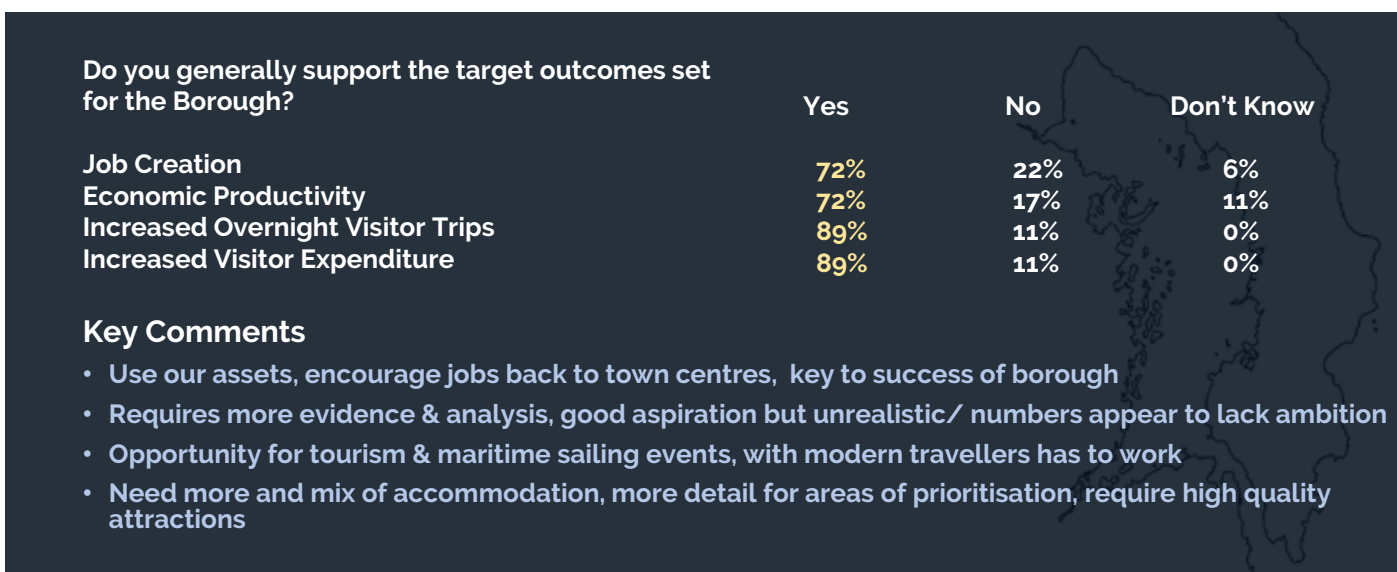 Do you generally support the target outcomes set
for the Borough?
Yes No Don't Know
Job Creation 72% 22% 6%
Economic Productivity 72% 17% 11%
Increased Overnight Visitor Trips 89% 11% 0%
Increased Visitor Expenditure 89% 11% 0%
Key Comments
• Use our assets, encourage jobs back to town centres,  key to success of borough
• Requires more evidence & analysis, good aspiration but unrealistic/ numbers appear to lack ambition
• Opportunity for tourism & maritime sailing events, with modern travellers has to work
• Need more and mix of accommodation, more detail for areas of prioritisation, require high quality
attractions